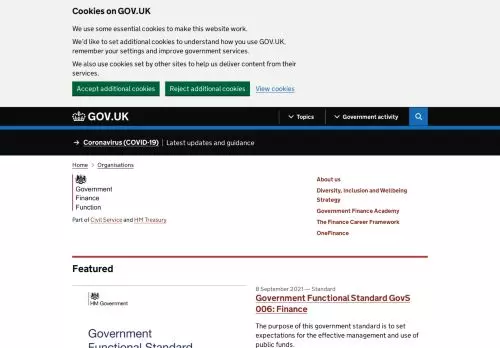 Cookies on GOV.UK
We use some essential cookies to make this website work.
We'd like to set additional cookies to understand how you use GOV.UK,
remember your settings and improve government services.
We also use cookies set by other sites to help us deliver content from their
services.
Accept additional cookies
Reject additional cookies
View cookies
GOV.UK
Topics
Government activity
→ Coronavirus (COVID-19) | Latest updates and guidance
Home > Organisations
Government
Finance
Function
Part of Civil Service and HM Treasury
About us
Diversity, Inclusion and Wellbeing
Strategy
Government Finance Academy
The Finance Career Framework
OneFinance
Featured
HM Government
Government
Functional Standard
8 September 2021 — Standard
Government Functional Standard GovS
006: Finance
The purpose of this government standard is to set
expectations for the effective management and use of
public funds.